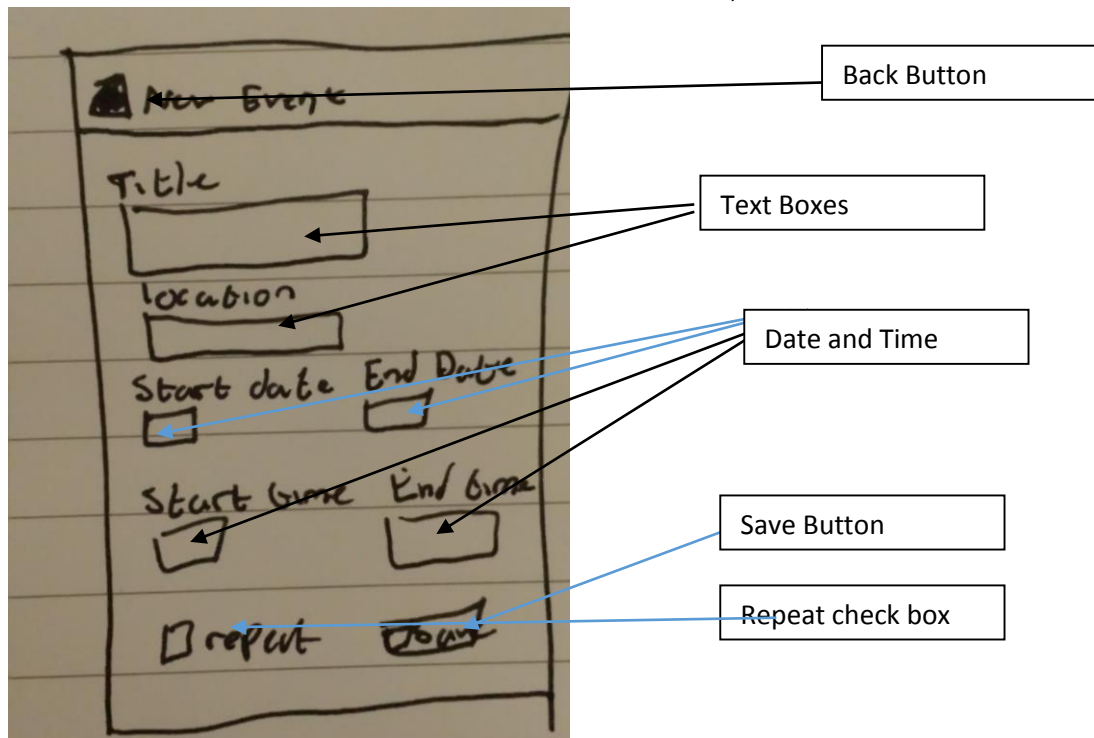 Back Button
New Event
Title
Text Boxes
location
Date and Time
Start date End Date
Start time End time
Save Button
Repeat check box
repeat